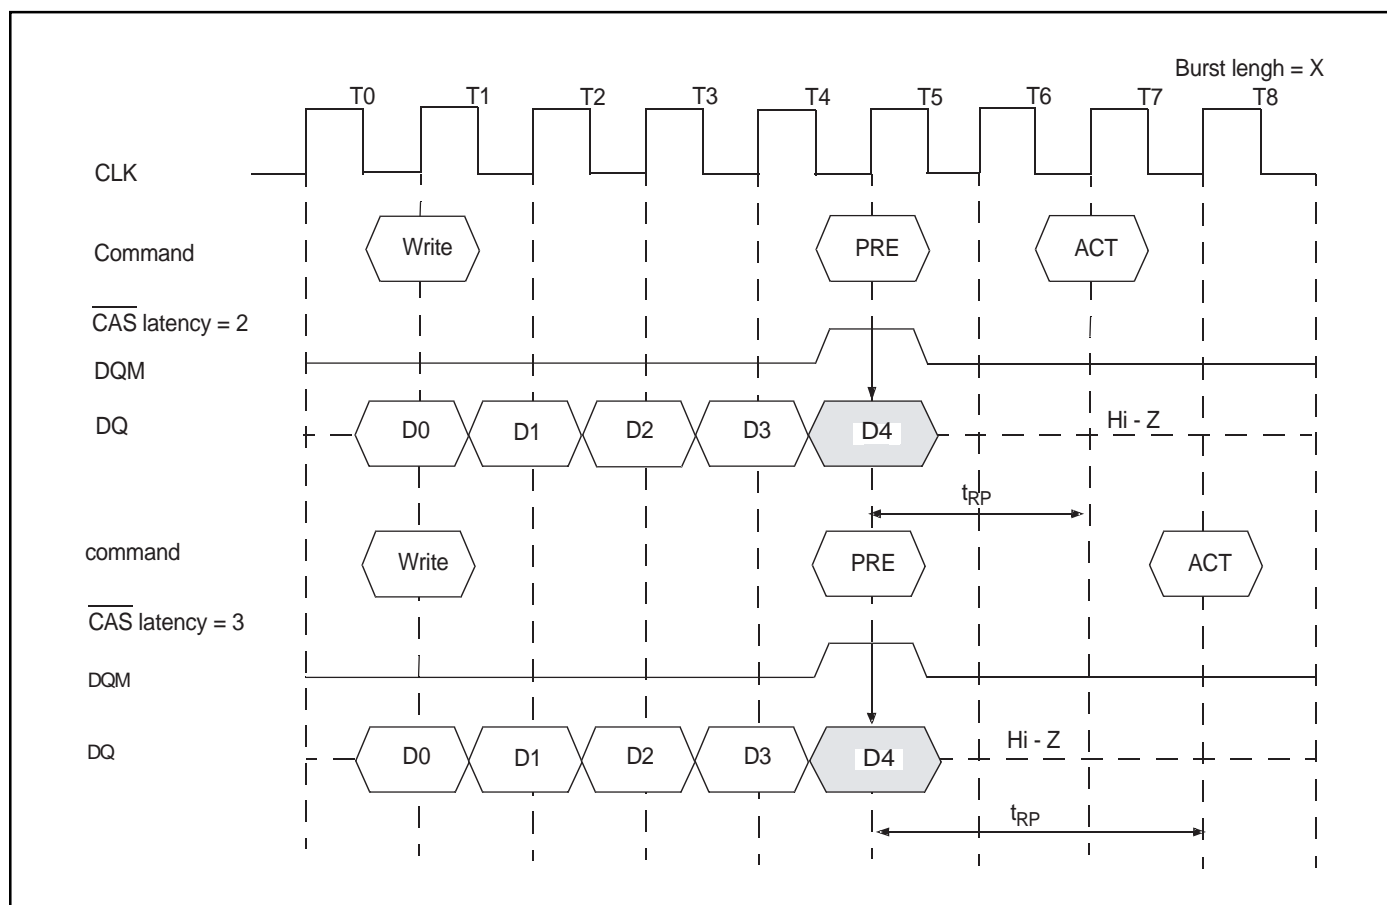 Burst lengh = X
T0 T1 T2 T3 T4 T5 T6 T7 T8
CLK
Command Write PRE ACT
CAS latency = 2
DQM
DQ D0 D1 D2 D3 D4 Hi - Z
tRP
command Write PRE ACT
CAS latency = 3
DQM
DQ D0 D1 D2 D3 D4 Hi - Z
tRP